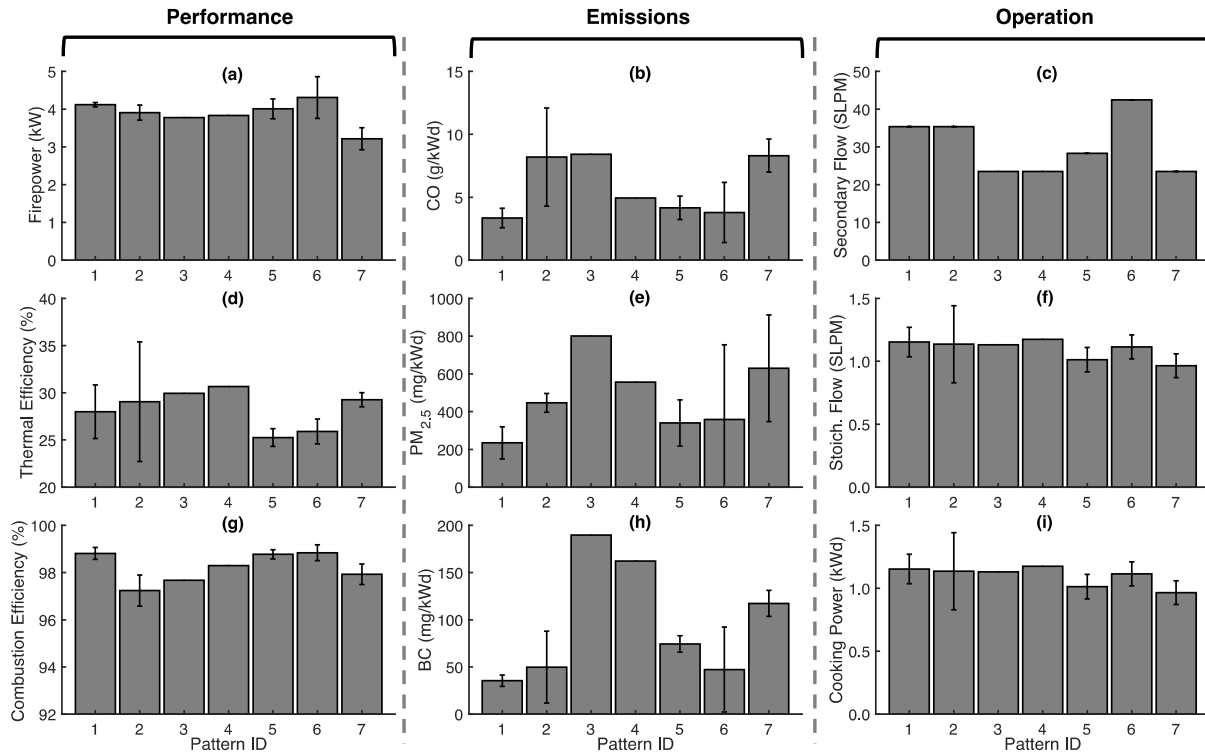 Performance
Emissions
Operation
(a)
Firepower (kW)
5
4
3
2
1
0
1 2 3 4 5 6 7
(b)
CO (g/kWd)
15
10
5
0
1 2 3 4 5 6 7
(c)
Secondary Flow (SLPM)
50
40
30
20
10
0
1 2 3 4 5 6 7
(d)
Thermal Efficiency (%)
40
35
30
25
20
1 2 3 4 5 6 7
(e)
PM2.5 (mg/kWd)
1000
800
600
400
200
0
1 2 3 4 5 6 7
(f)
Stoich. Flow (SLPM)
1.5
1.0
0.5
0.0
1 2 3 4 5 6 7
(g)
Combustion Efficiency (%)
100
98
96
94
92
1 2 3 4 5 6 7
Pattern ID
(h)
BC (mg/kWd)
200
150
100
50
0
1 2 3 4 5 6 7
Pattern ID
(i)
Cooking Power (kWd)
1.5
1.0
0.5
0.0
1 2 3 4 5 6 7
Pattern ID